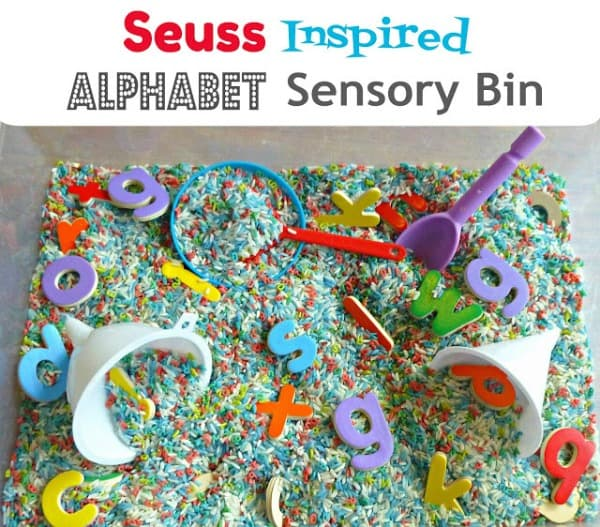 Seuss Inspired
ALPHABET Sensory Bin
g
k
g
w
d
s
x
g
q
c